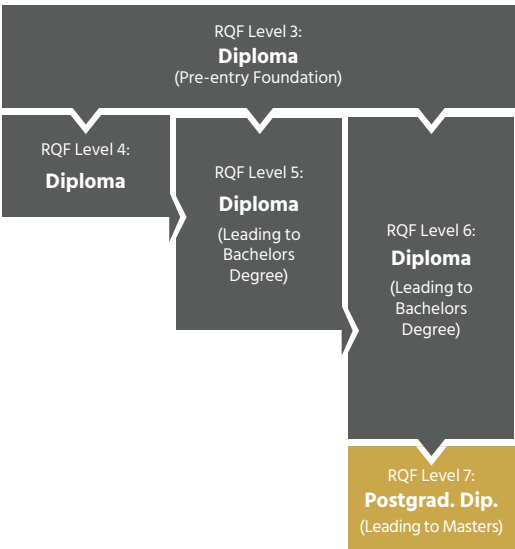 RQF Level 3:
Diploma
(Pre-entry Foundation)
RQF Level 4:
Diploma
RQF Level 5:
Diploma
(Leading to
Bachelors
Degree)
RQF Level 6:
Diploma
(Leading to
Bachelors
Degree)
RQF Level 7:
Postgrad. Dip.
(Leading to Masters)